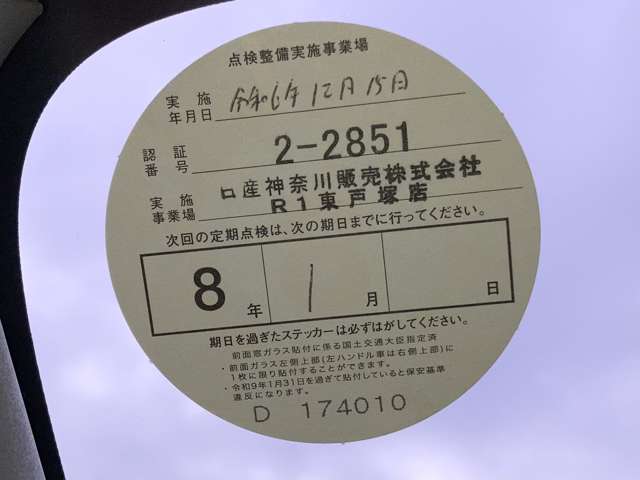 点検整備実施事業場
実施
年月日
令和6年12月15日
認証
番号
2-2851
実施
事業場
日産神奈川販売株式会社
R1東戸塚店
次回の定期点検は、次の期日までに行ってください。
8年 1月 日
期日を過ぎたステッカーは必ずはがしてください。
前面窓ガラス貼付に係る国土交通大臣指定済
・前面ガラス左側上部(左ハンドル車は右側上部)に
1枚に限り貼付することができます。
・令和9年1月31日を過ぎて貼付していると保安基準
違反になります。
D 174010